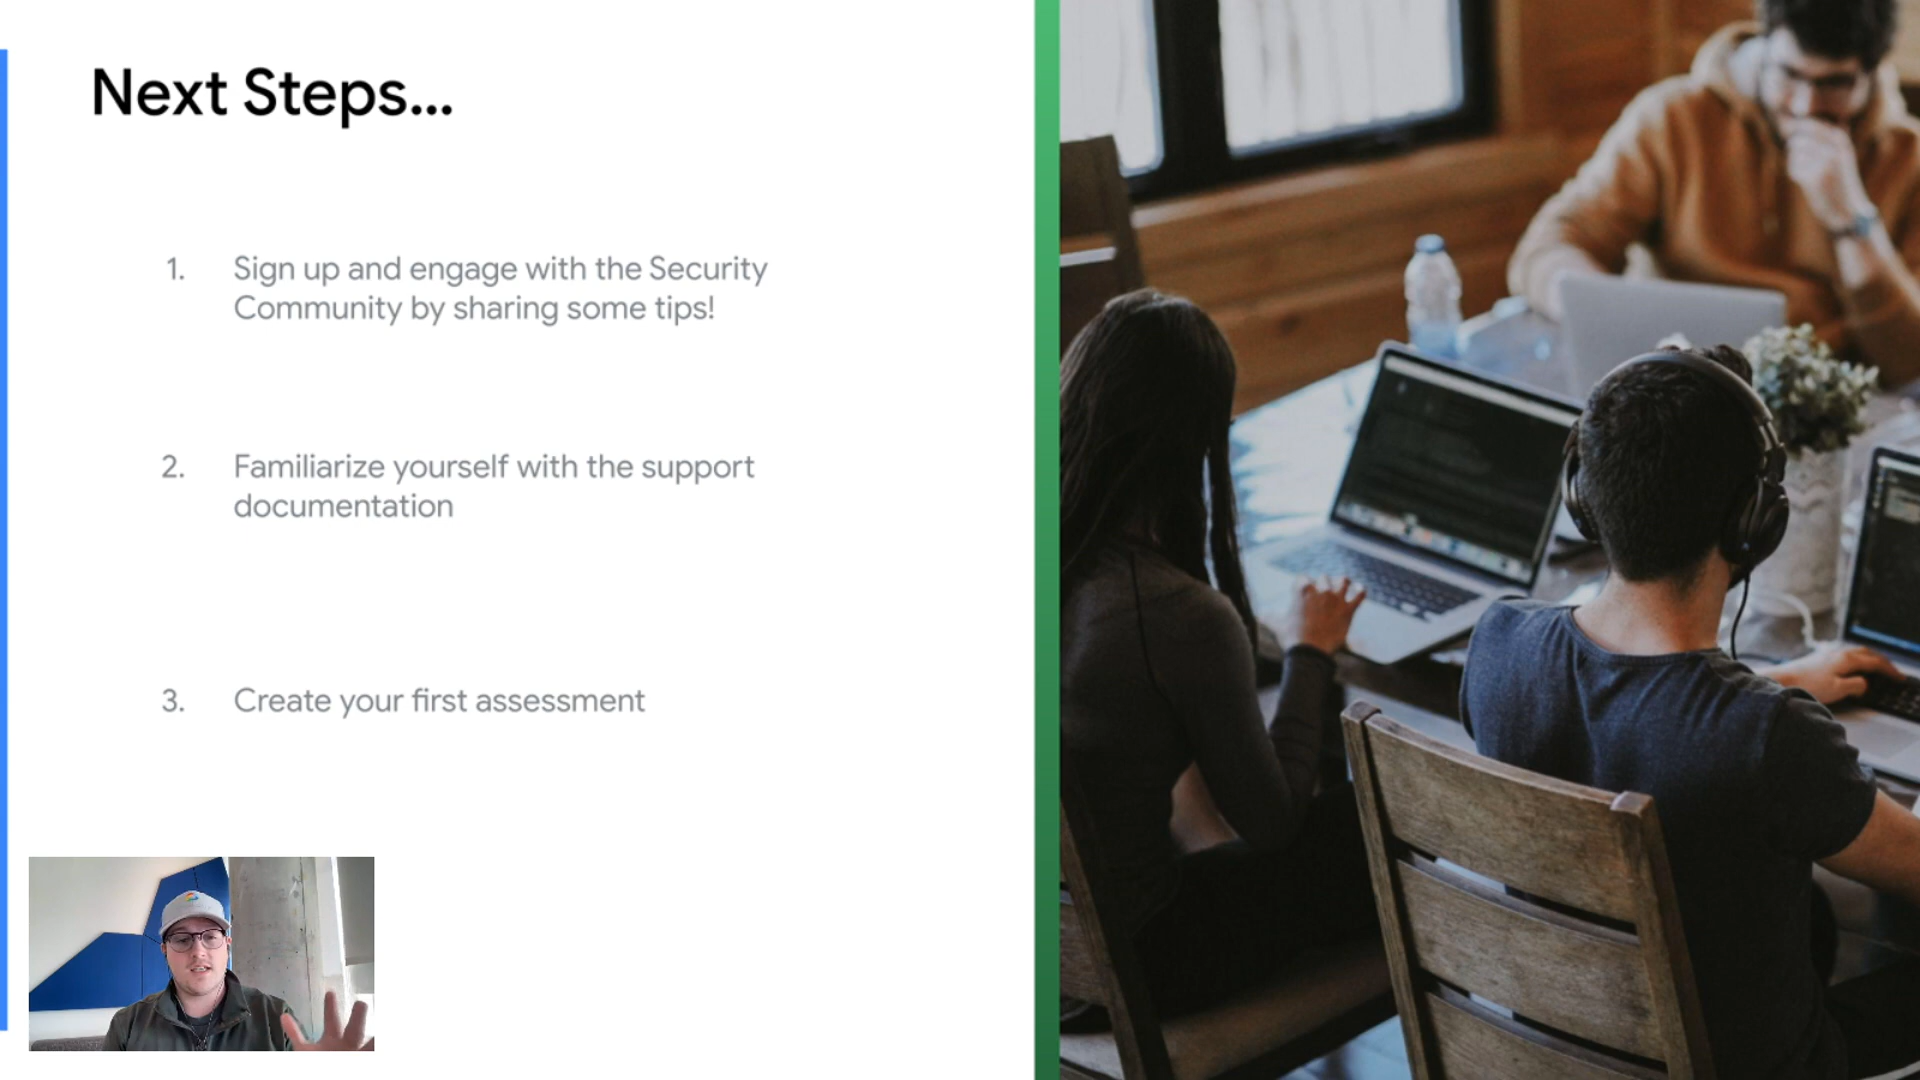 Next Steps...
1. Sign up and engage with the Security
Community by sharing some tips!
2. Familiarize yourself with the support
documentation
3. Create your first assessment